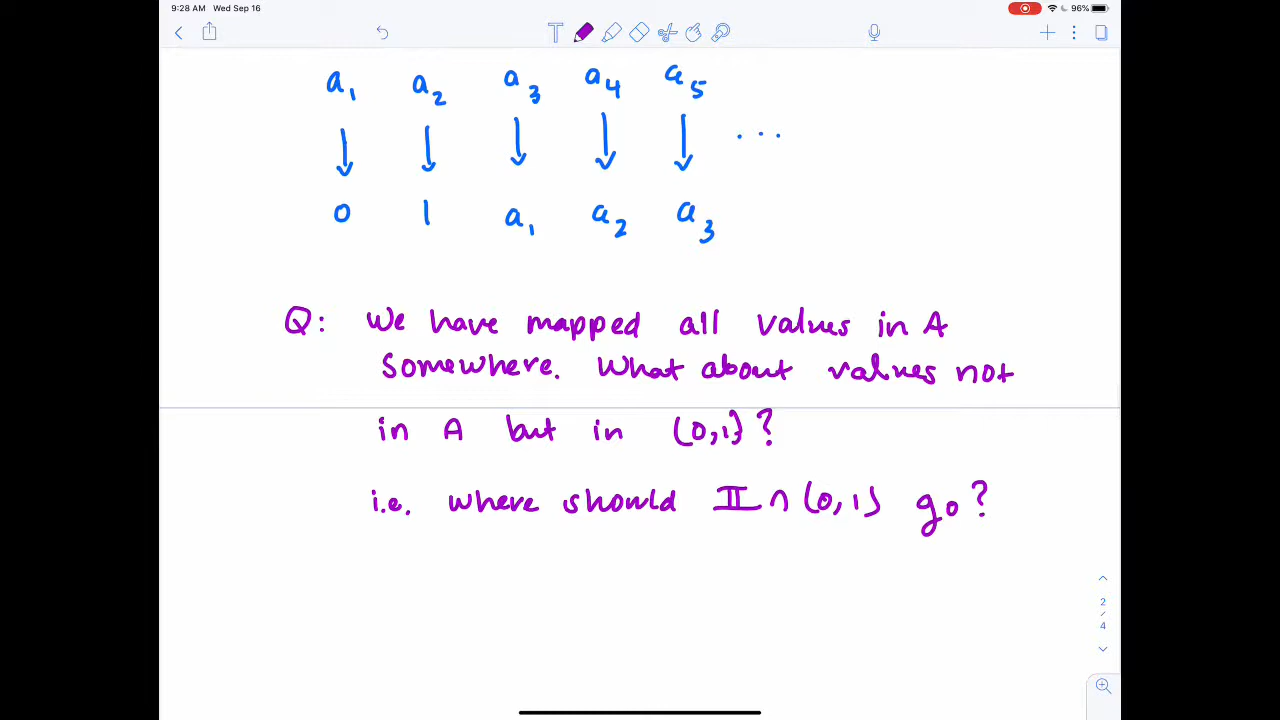 9:28 AM Wed Sep 16
96%
T
a₁ a₂ a₃ a₄ a₅
↓ ↓ ↓ ↓ ↓ ...
0 1 a₁ a₂ a₃
Q: We have mapped all values in A
Somewhere. What about values not
in A but in (0,1)?
i.e. where should 𝕀 ∩ (0,1) go?
2
/
4